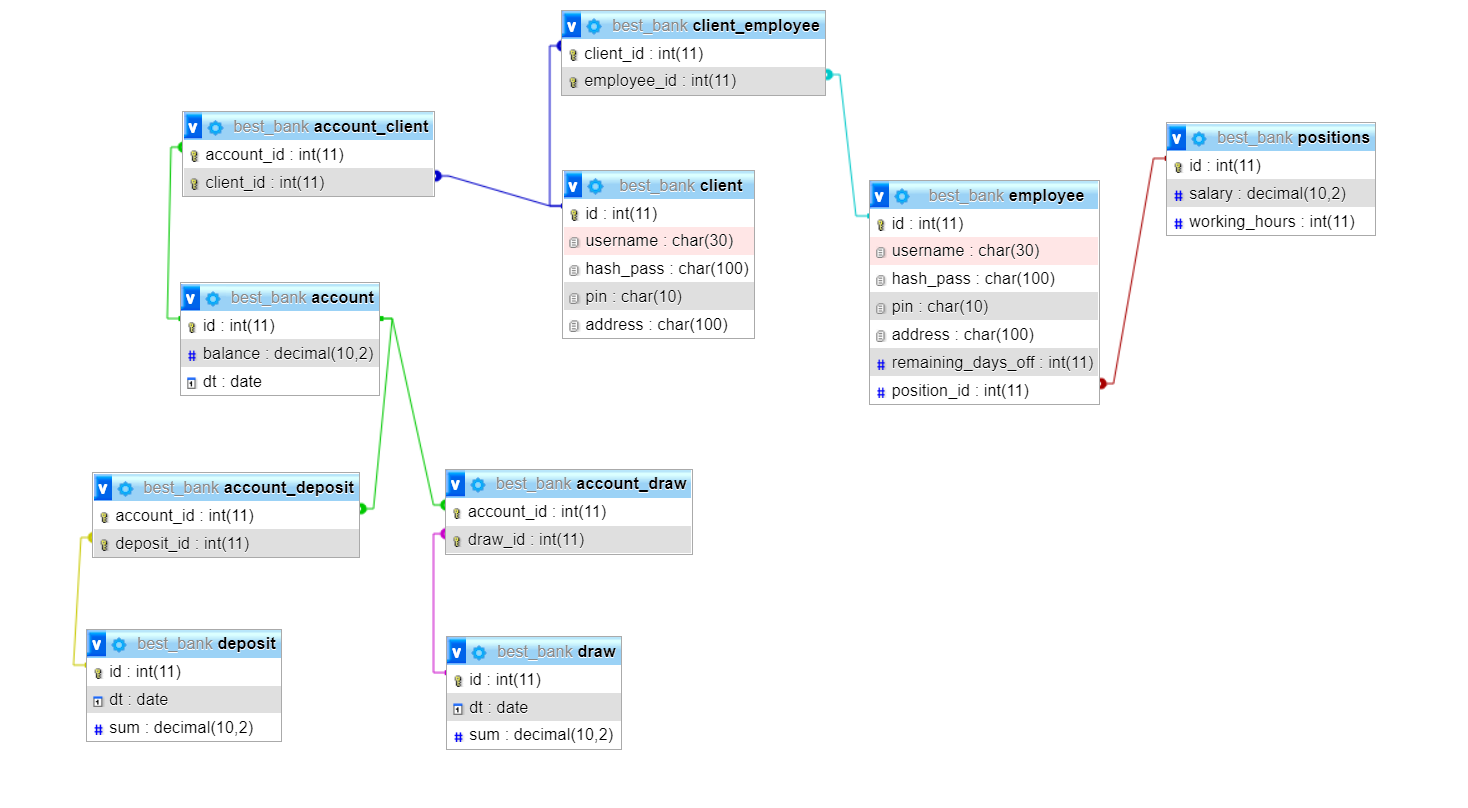 v best_bank client_employee
client_id : int(11)
employee_id : int(11)
v best_bank account_client
account_id : int(11)
client_id : int(11)
v best_bank client
id : int(11)
username : char(30)
hash_pass : char(100)
pin : char(10)
address : char(100)
v best_bank employee
id : int(11)
username : char(30)
hash_pass : char(100)
pin : char(10)
address : char(100)
# remaining_days_off : int(11)
# position_id : int(11)
v best_bank positions
id : int(11)
# salary : decimal(10,2)
# working_hours : int(11)
v best_bank account
id : int(11)
# balance : decimal(10,2)
dt : date
v best_bank account_deposit
account_id : int(11)
deposit_id : int(11)
v best_bank account_draw
account_id : int(11)
draw_id : int(11)
v best_bank deposit
id : int(11)
dt : date
# sum : decimal(10,2)
v best_bank draw
id : int(11)
dt : date
# sum : decimal(10,2)